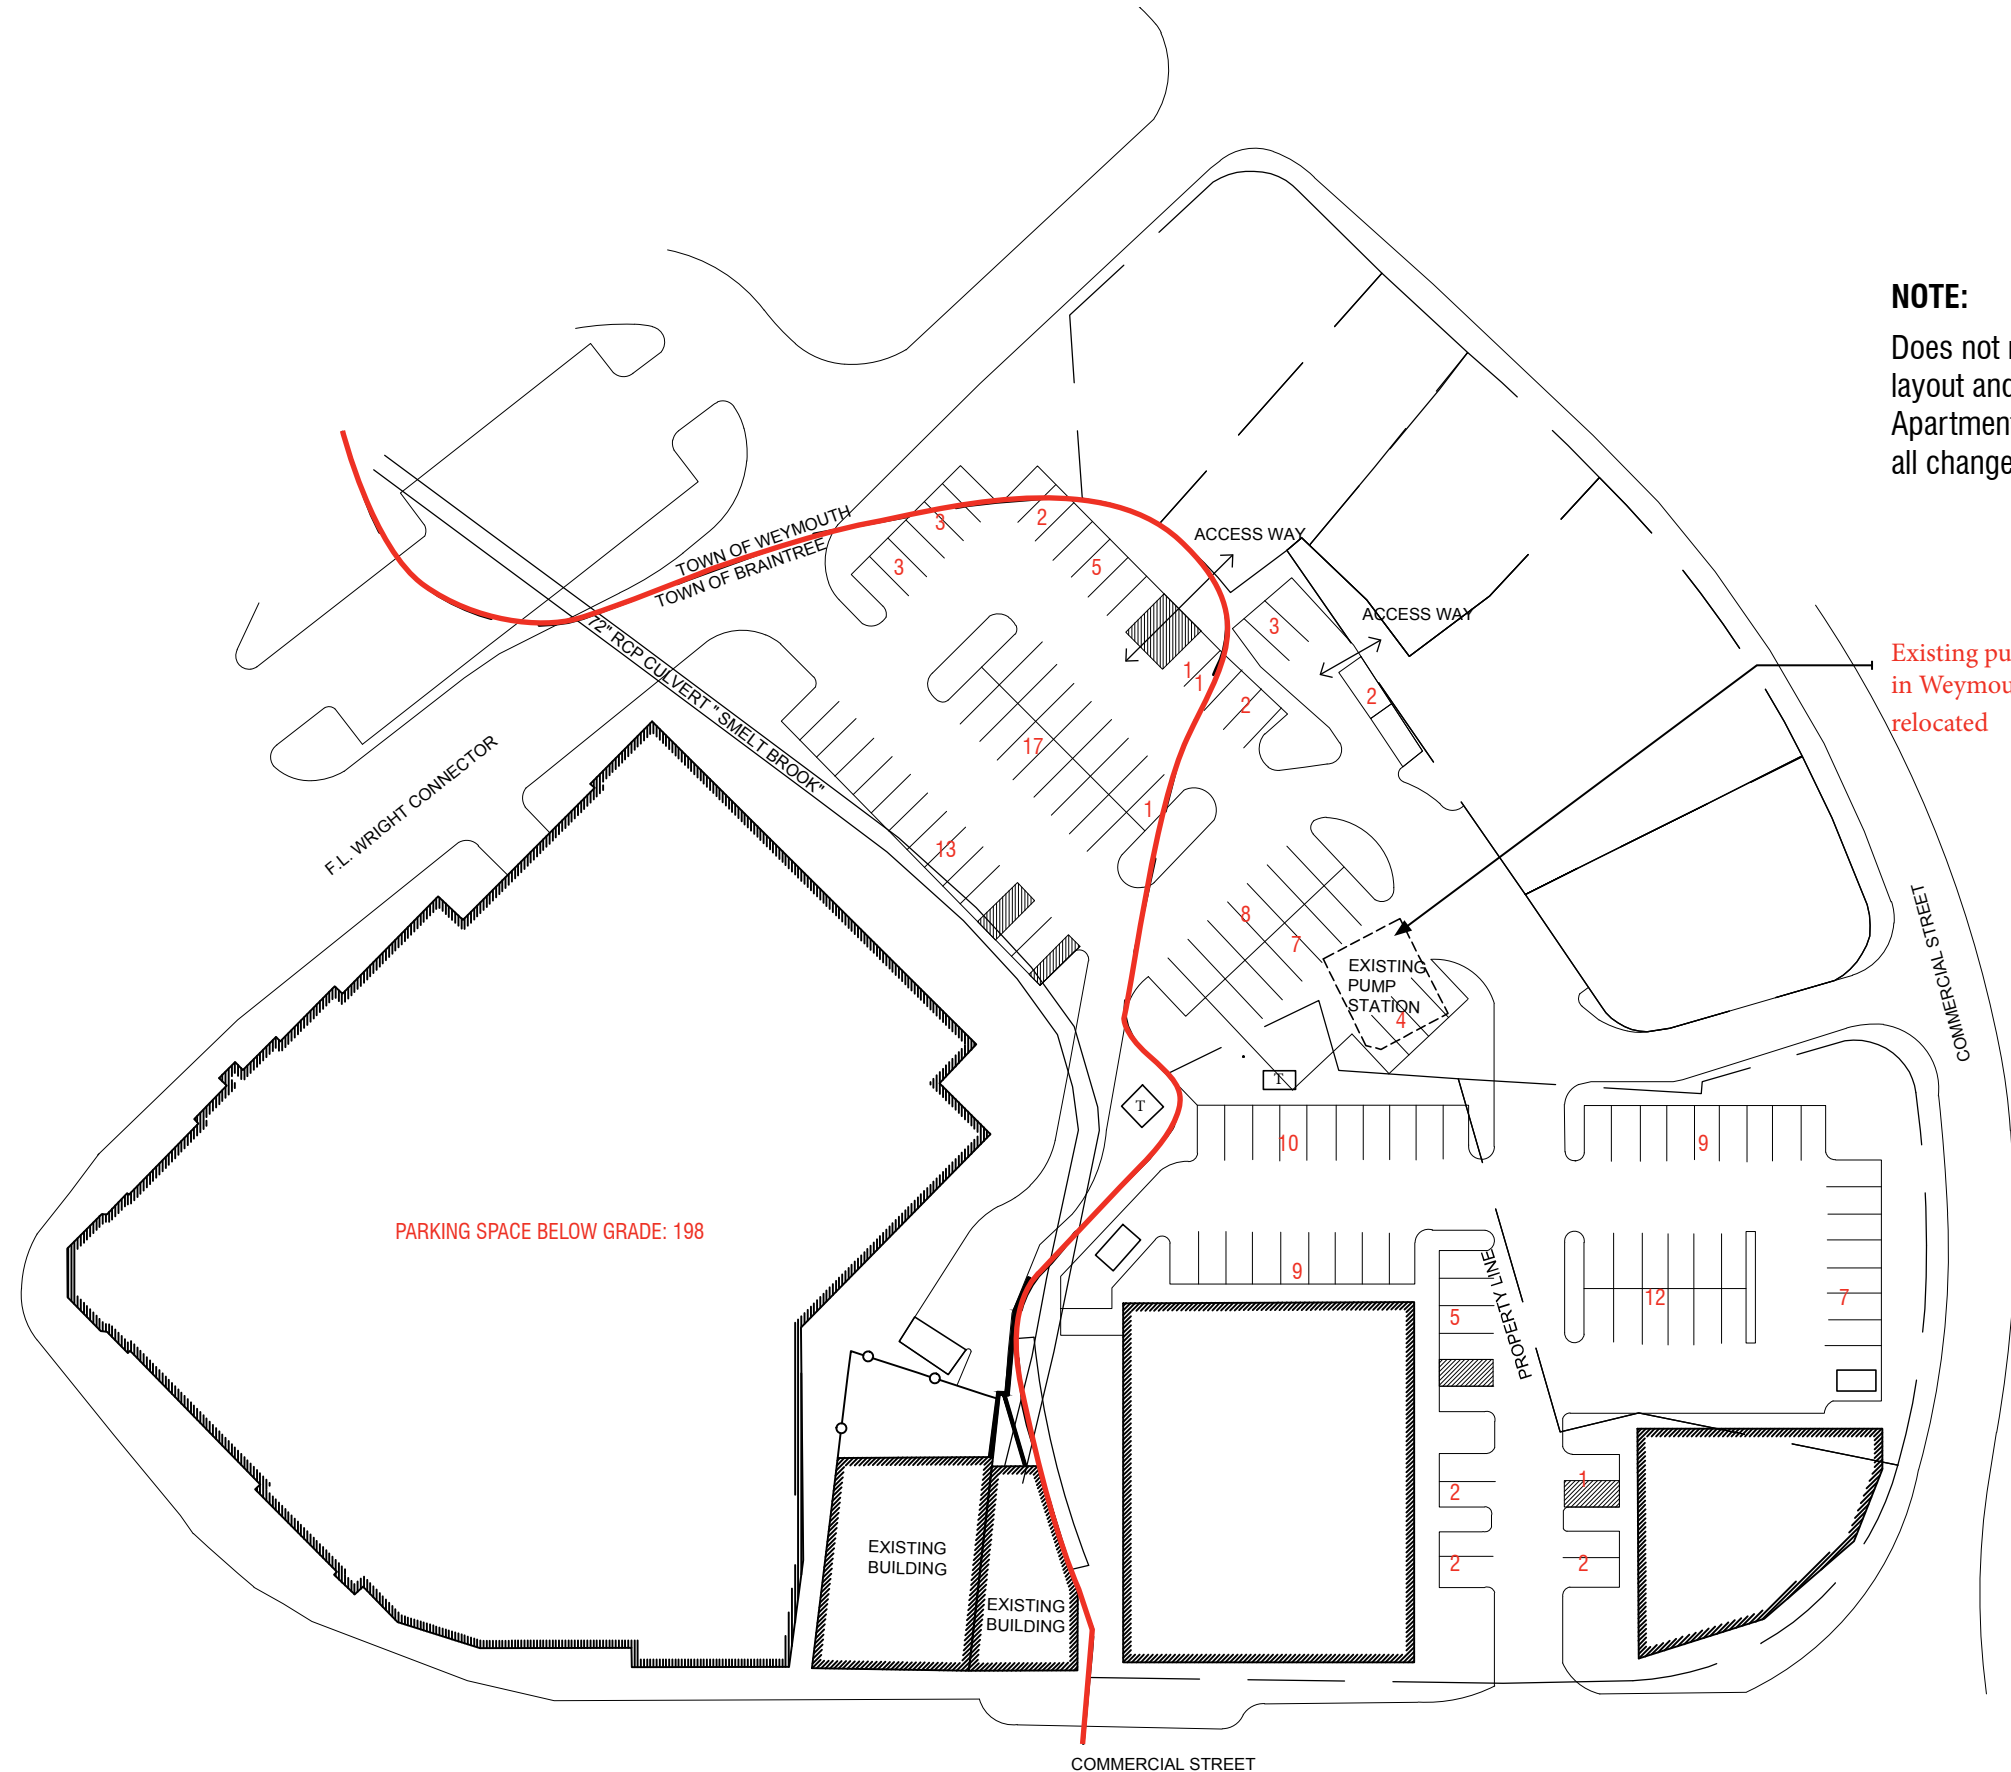 NOTE:
Does not
layout and
Apartment
all change
TOWN OF WEYMOUTH
TOWN OF BRAINTREE
3
2
3
5
ACCESS WAY
ACCESS WAY
3
1
1
2
2
Existing
in
relocated
72" RCP CULVERT " SMELT BROOK"
17
1
13
F.L. WRIGHT CONNECTOR
8
7
EXISTING
PUMP
STATION
4
COMMERCIAL STREET
T
T
10
9
PARKING SPACE BELOW GRADE: 198
9
5
PROPERTY LINE
12
7
2
1
2
2
EXISTING
BUILDING
EXISTING
BUILDING
COMMERCIAL STREET